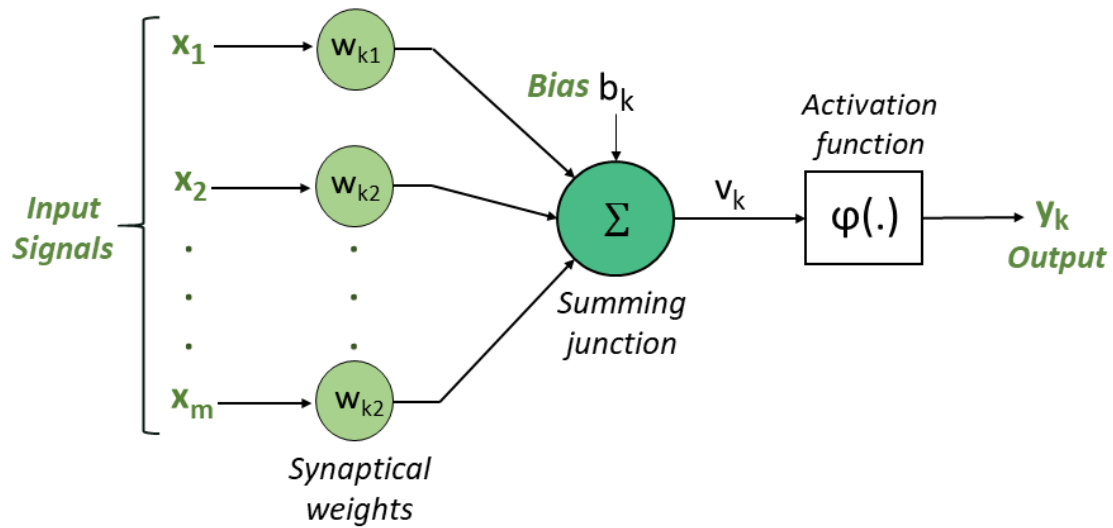 x₁
wₖ₁
Bias bₖ
Activation
function
x₂
wₖ₂
Input
Signals
Σ
vₖ
φ(.)
yₖ
Output
Summing
junction
xₘ
wₖ₂
Synaptical
weights